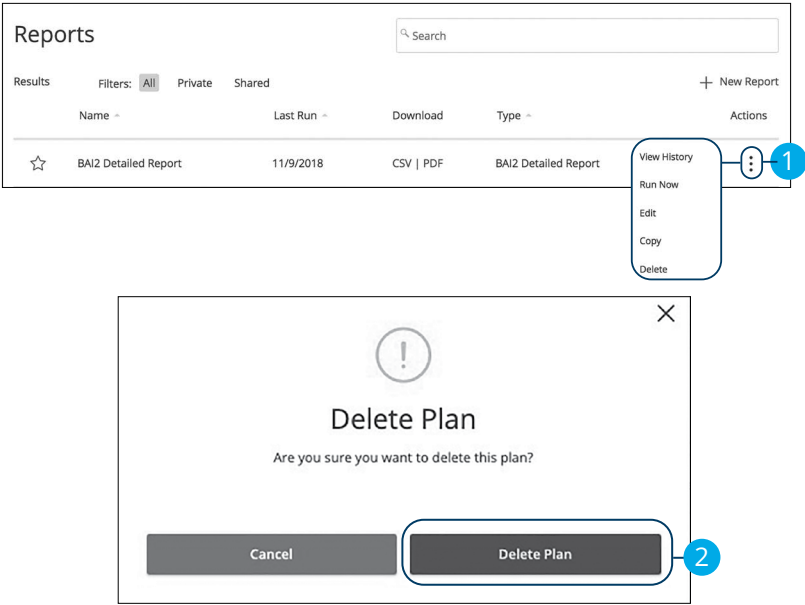 Reports
Search
Results Filters: All Private Shared + New Report
Name Last Run Download Type Actions
BAI2 Detailed Report 11/9/2018 CSV | PDF BAI2 Detailed Report
View History
1
Run Now
Edit
Copy
Delete
Delete Plan
Are you sure you want to delete this plan?
Cancel Delete Plan 2